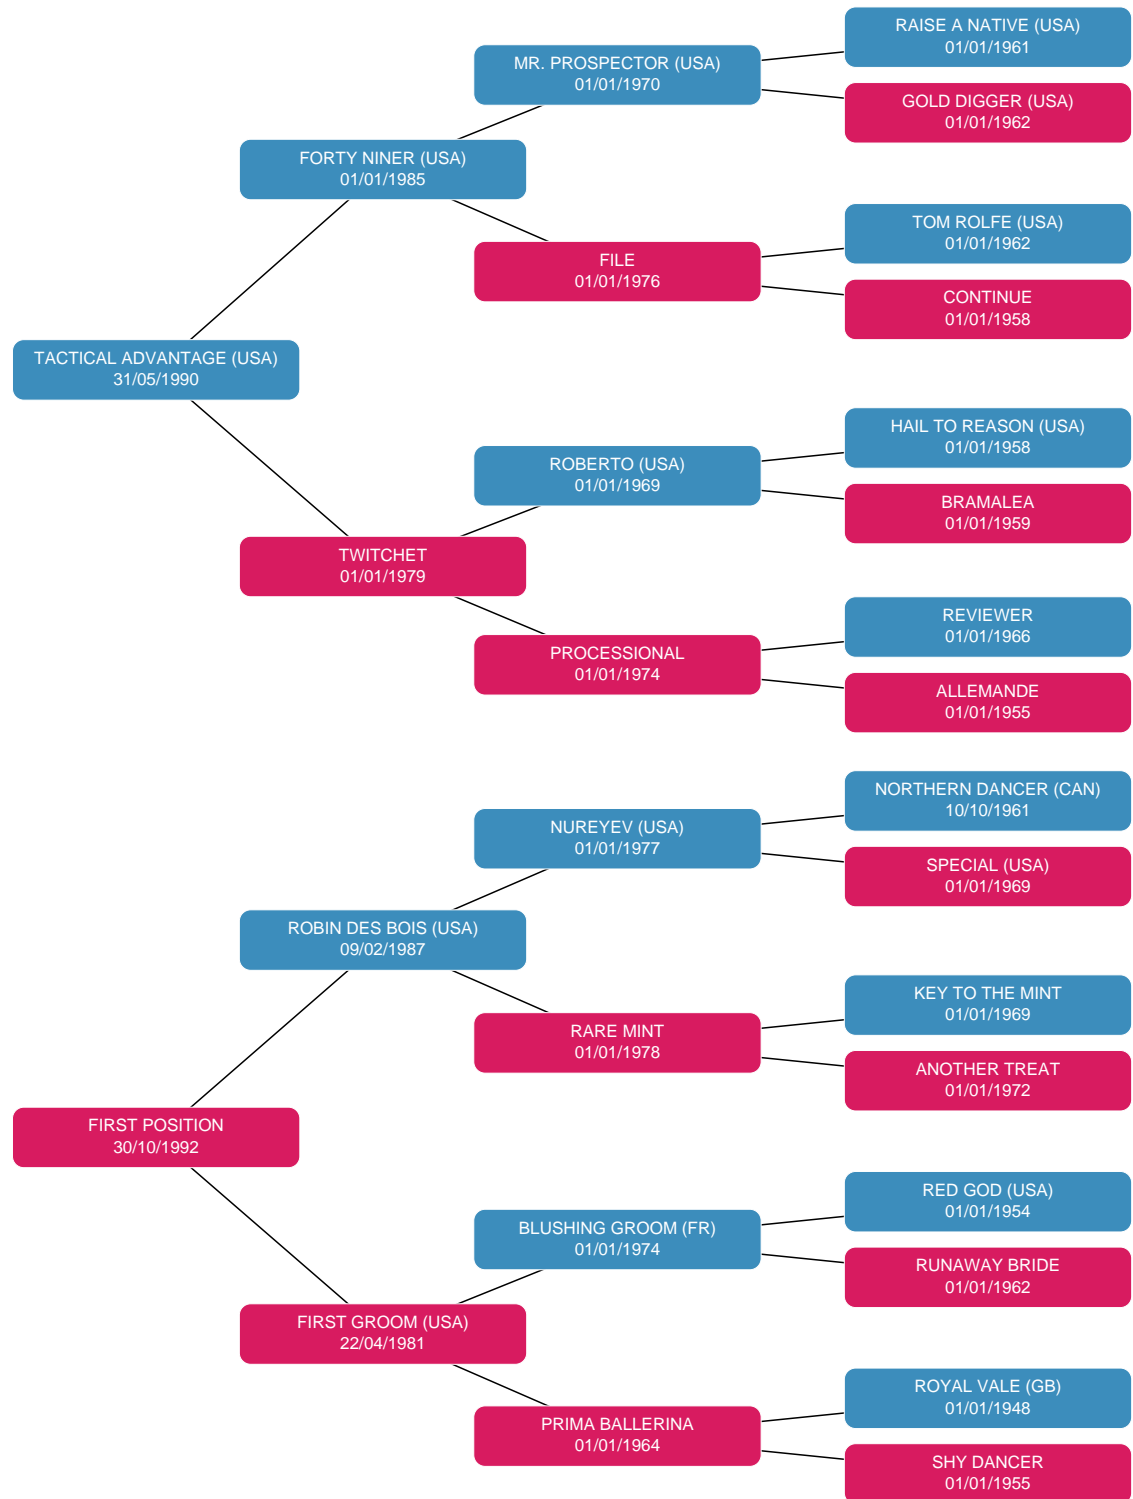 RAISE A NATIVE (USA)
01/01/1961
MR. PROSPECTOR (USA)
01/01/1970
GOLD DIGGER (USA)
01/01/1962
FORTY NINER (USA)
01/01/1985
TOM ROLFE (USA)
01/01/1962
FILE
01/01/1976
CONTINUE
01/01/1958
TACTICAL ADVANTAGE (USA)
31/05/1990
HAIL TO REASON (USA)
01/01/1958
ROBERTO (USA)
01/01/1969
BRAMALEA
01/01/1959
TWITCHET
01/01/1979
REVIEWER
01/01/1966
PROCESSIONAL
01/01/1974
ALLEMANDE
01/01/1955
NORTHERN DANCER (CAN)
10/10/1961
NUREYEV (USA)
01/01/1977
SPECIAL (USA)
01/01/1969
ROBIN DES BOIS (USA)
09/02/1987
KEY TO THE MINT
01/01/1969
RARE MINT
01/01/1978
ANOTHER TREAT
01/01/1972
FIRST POSITION
30/10/1992
RED GOD (USA)
01/01/1954
BLUSHING GROOM (FR)
01/01/1974
RUNAWAY BRIDE
01/01/1962
FIRST GROOM (USA)
22/04/1981
ROYAL VALE (GB)
01/01/1948
PRIMA BALLERINA
01/01/1964
SHY DANCER
01/01/1955